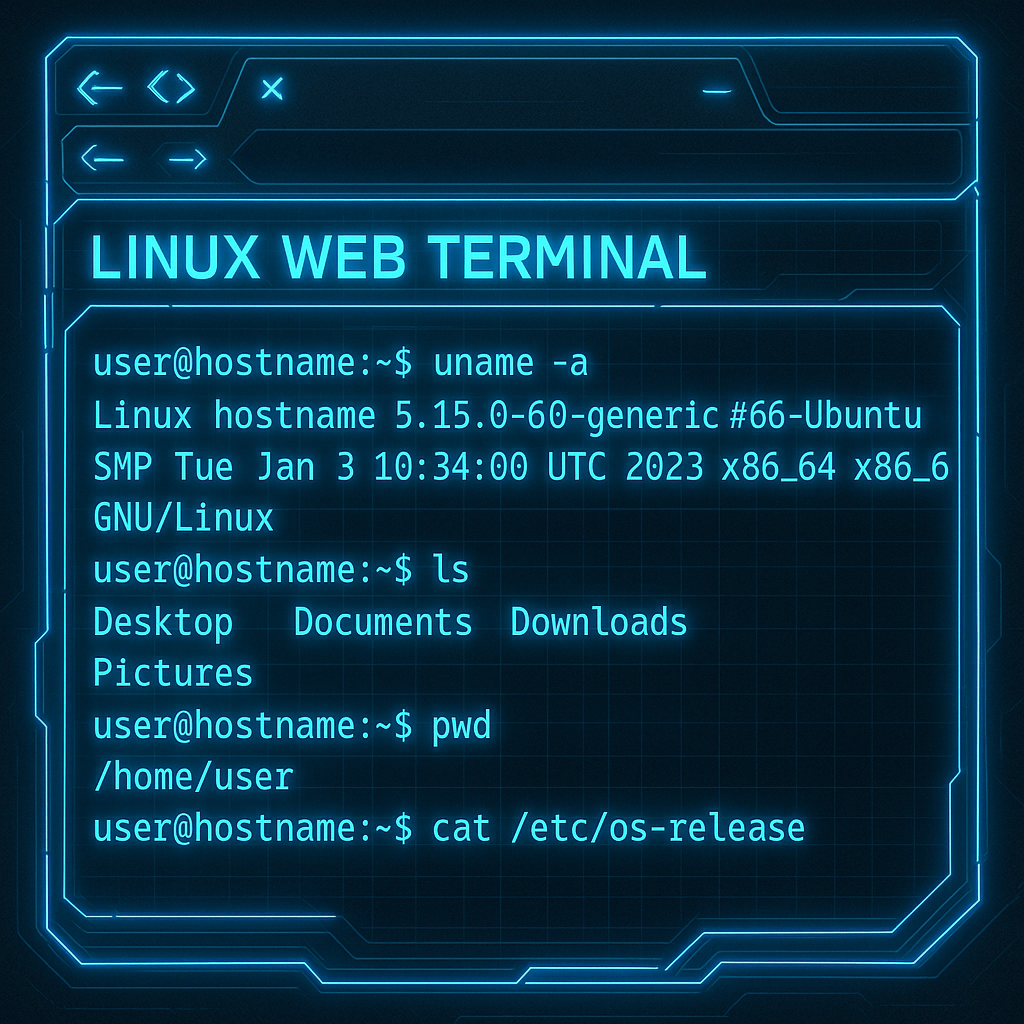 LINUX WEB TERMINAL
user@hostname:~$ uname -a
Linux hostname 5.15.0-60-generic #66-Ubuntu
SMP Tue Jan 3 10:34:00 UTC 2023 x86_64 x86_6
GNU/Linux
user@hostname:~$ ls
Desktop Documents Downloads
Pictures
user@hostname:~$ pwd
/home/user
user@hostname:~$ cat /etc/os-release